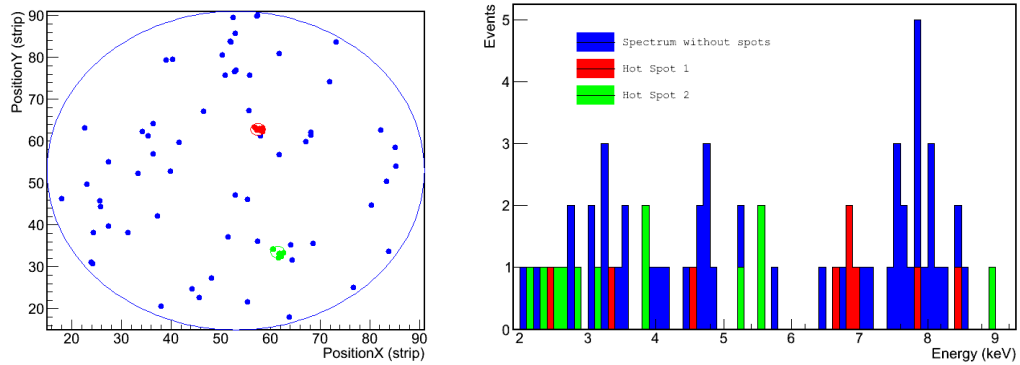 PositionY (strip)
90
80
70
60
50
40
30
20
20 30 40 50 60 70 80 90
PositionX (strip)
Events
5
4
3
2
1
0
Spectrum without spots
Hot Spot 1
Hot Spot 2
2 3 4 5 6 7 8 9
Energy (keV)